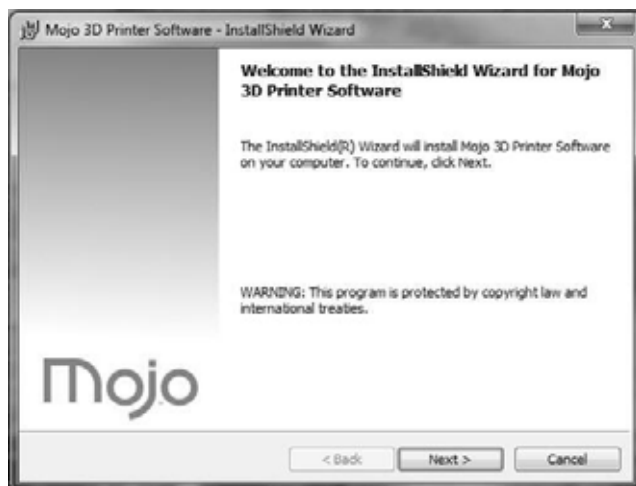 Mojo 3D Printer Software - InstallShield Wizard
Welcome to the InstallShield Wizard for Mojo
3D Printer Software
The InstallShield(R) Wizard will install Mojo 3D Printer Software
on your computer. To continue, click Next.
WARNING: This program is protected by copyright law and
international treaties.
mojo
< Back
Next >
Cancel